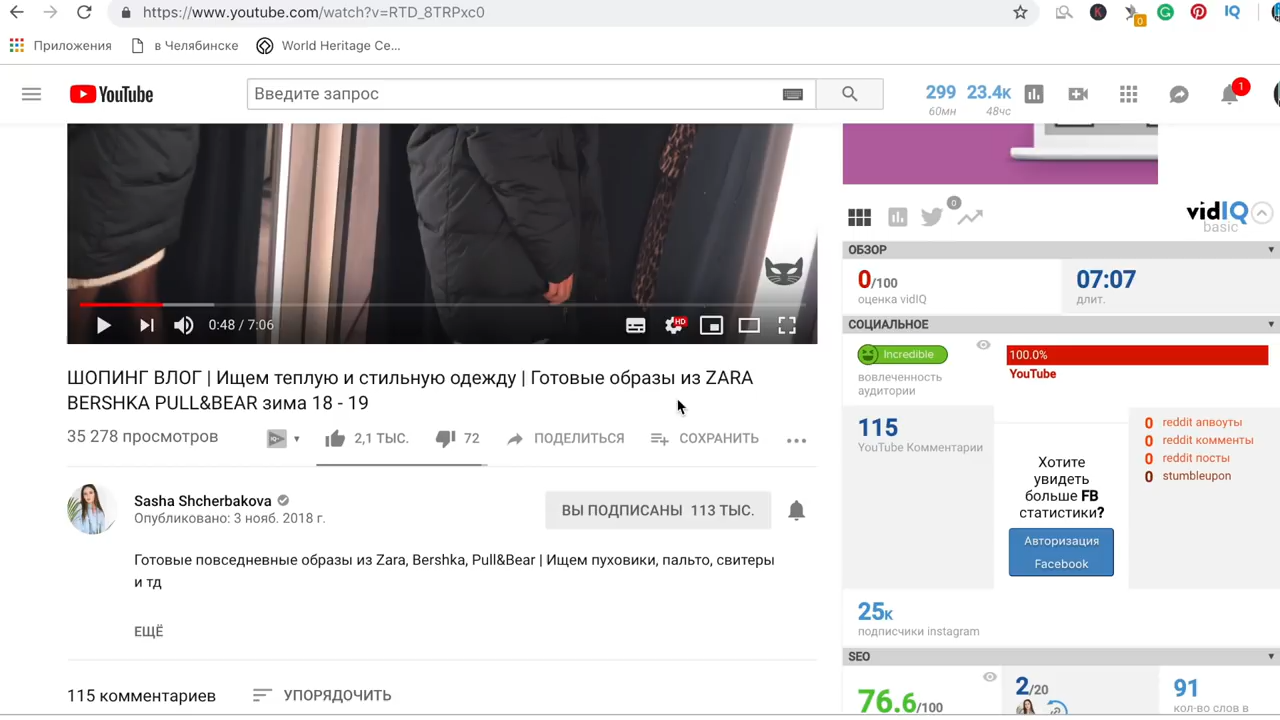 https://www.youtube.com/watch?v=RTD_8TRPxc0
0
Приложения
в Челябинске
World Heritage Ce...
YouTube
Введите запрос
299
60мн
23.4к
48чс
1
0:48 / 7:06
HD
ШОПИНГ ВЛОГ | Ищем теплую и стильную одежду | Готовые образы из ZARA
BERSHKA PULL&BEAR зима 18 - 19
35 278 просмотров
2,1 ТЫС.
72
ПОДЕЛИТЬСЯ
СОХРАНИТЬ
Sasha Shcherbakova
Опубликовано: 3 нояб. 2018 г.
ВЫ ПОДПИСАНЫ 113 ТЫС.
Готовые повседневные образы из Zara, Bershka, Pull&Bear | Ищем пуховики, пальто, свитеры
и тд
ЕЩЁ
115 комментариев
УПОРЯДОЧИТЬ
0
vidIQ
basic
ОБЗОР
0/100
оценка vidIQ
07:07
длит.
СОЦИАЛЬНОЕ
Incredible
вовлеченность
аудитории
100.0%
YouTube
115
YouTube Комментарии
Хотите
увидеть
больше FB
статистики?
Авторизация
Facebook
0 reddit апвоуты
0 reddit комменты
0 reddit посты
0 stumbleupon
25к
подписчики instagram
SEO
76.6/100
2/20
91
кол-во слов в